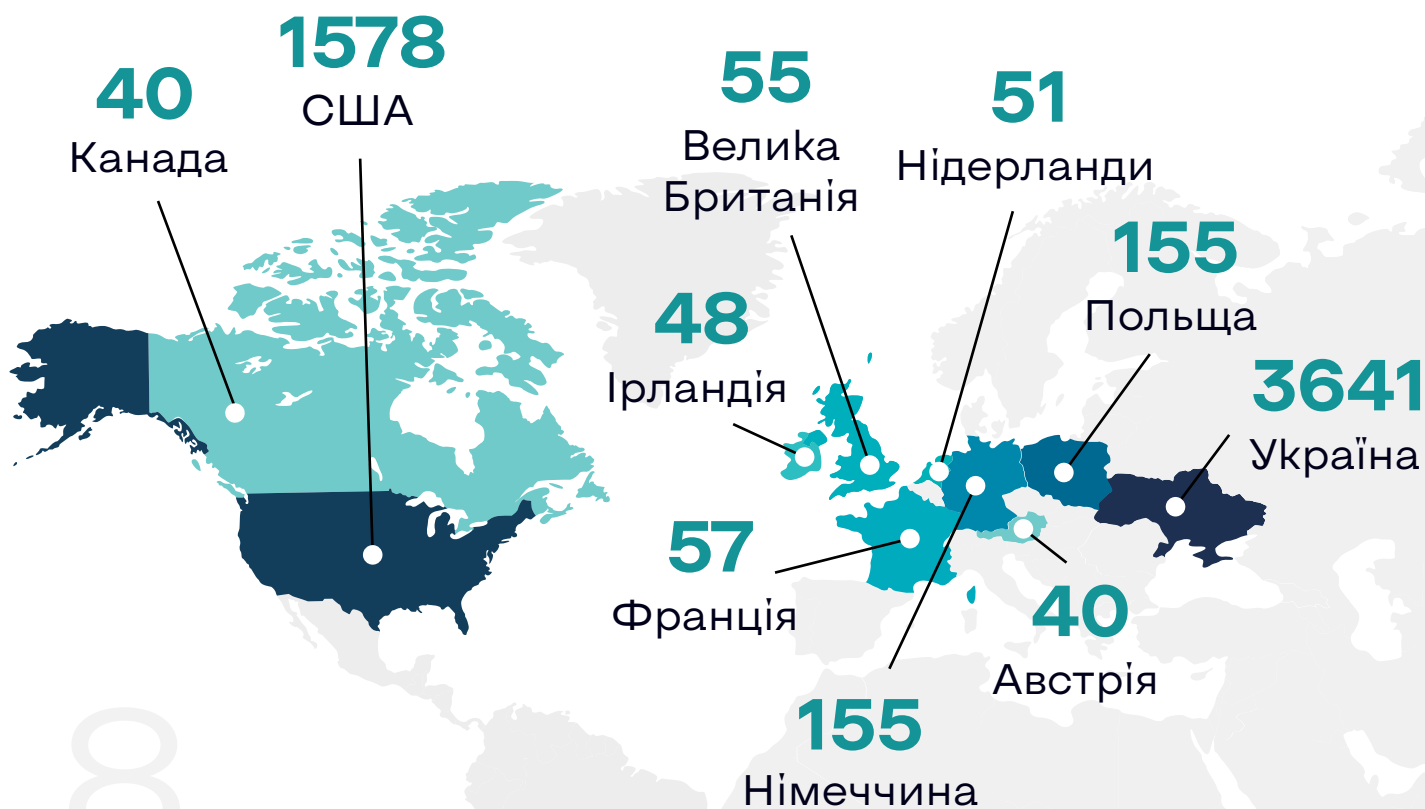 1578
США
40
Канада
55
Велика
Британія
51
Нідерланди
155
Польща
48
Ірландія
3641
Україна
57
Франція
40
Австрія
155
Німеччина
8